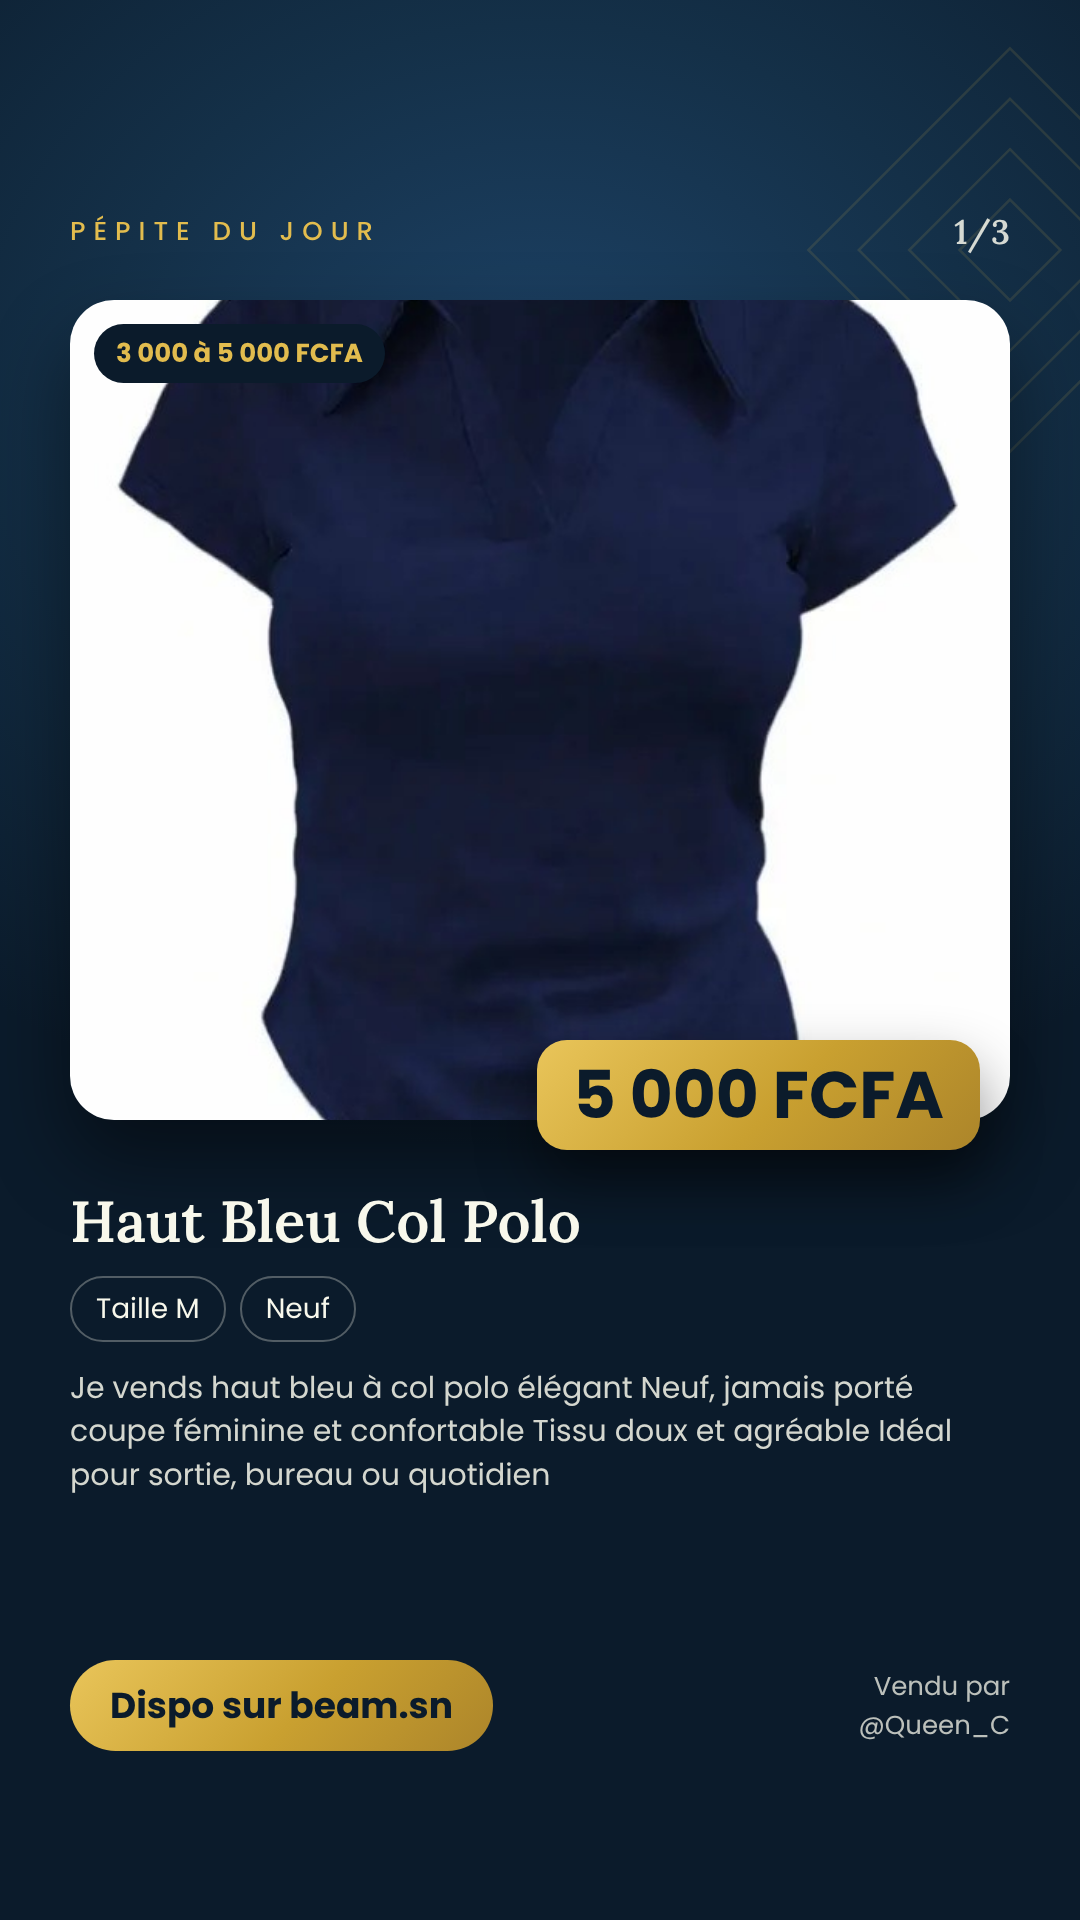 PÉPITE DU JOUR
1/3
3 000 à 5 000 FCFA
5 000 FCFA
Haut Bleu Col Polo
Taille M
Neuf
Je vends haut bleu à col polo élégant Neuf, jamais porté
coupe féminine et confortable Tissu doux et agréable Idéal
pour sortie, bureau ou quotidien
Dispo sur beam.sn
Vendu par
@Queen_C